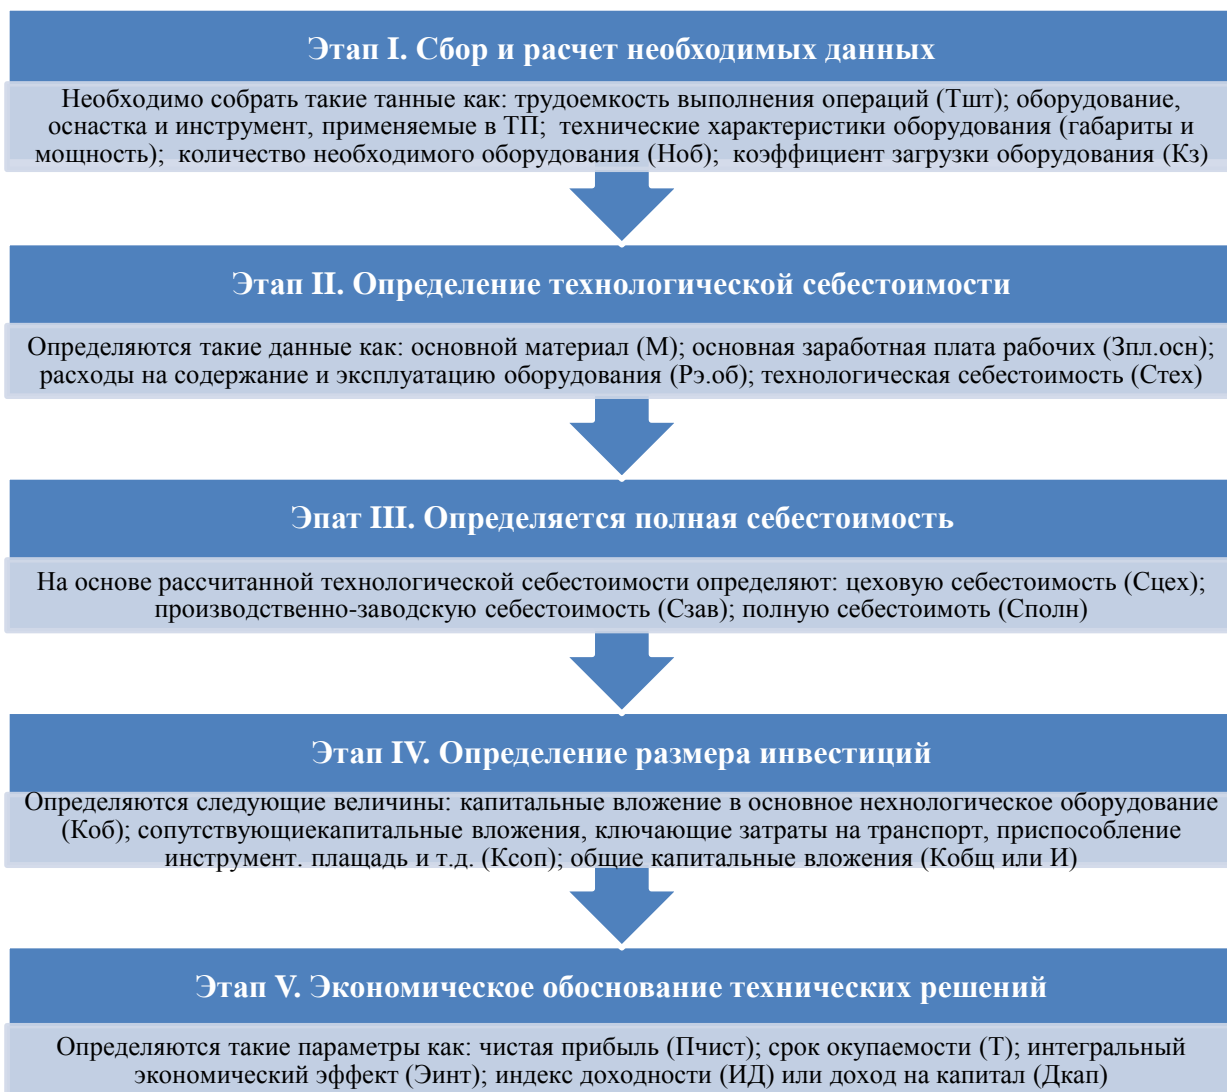 Этап I. Сбор и расчет необходимых данных
Необходимо собрать такие танные как: трудоемкость выполнения операций (Тшт); оборудование,
оснастка и инструмент, применяемые в ТП; технические характеристики оборудования (габариты и
мощность); количество необходимого оборудования (Ноб); коэффициент загрузки оборудования (Кз)
Этап II. Определение технологической себестоимости
Определяются такие данные как: основной материал (М); основная заработная плата рабочих (Зпл.осн);
расходы на содержание и эксплуатацию оборудования (Рэ.об); технологическая себестоимость (Стех)
Эпат III. Определяется полная себестоимость
На основе рассчитанной технологической себестоимости определяют: цеховую себестоимость (Сцех);
производственно-заводскую себестоимость (Сзав); полную себестоимоть (Сполн)
Этап IV. Определение размера инвестиций
Определяются следующие величины: капитальные вложение в основное нехнологическое оборудование
(Коб); сопутствующиекапитальные вложения, ключающие затраты на транспорт, приспособление
инструмент. плащадь и т.д. (Ксоп); общие капитальные вложения (Кобщ или И)
Этап V. Экономическое обоснование технических решений
Определяются такие параметры как: чистая прибыль (Пчист); срок окупаемости (Т); интегральный
экономический эффект (Эинт); индекс доходности (ИД) или доход на капитал (Дкап)